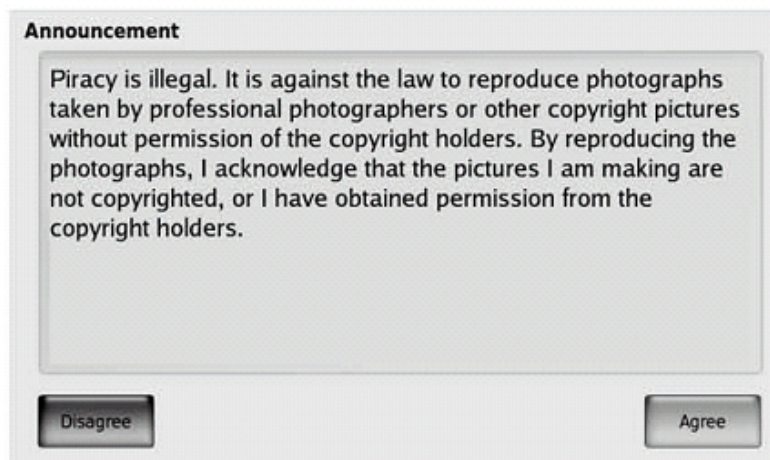 Announcement
Piracy is illegal. It is against the law to reproduce photographs
taken by professional photographers or other copyright pictures
without permission of the copyright holders. By reproducing the
photographs, I acknowledge that the pictures I am making are
not copyrighted, or I have obtained permission from the
copyright holders.
Disagree
Agree